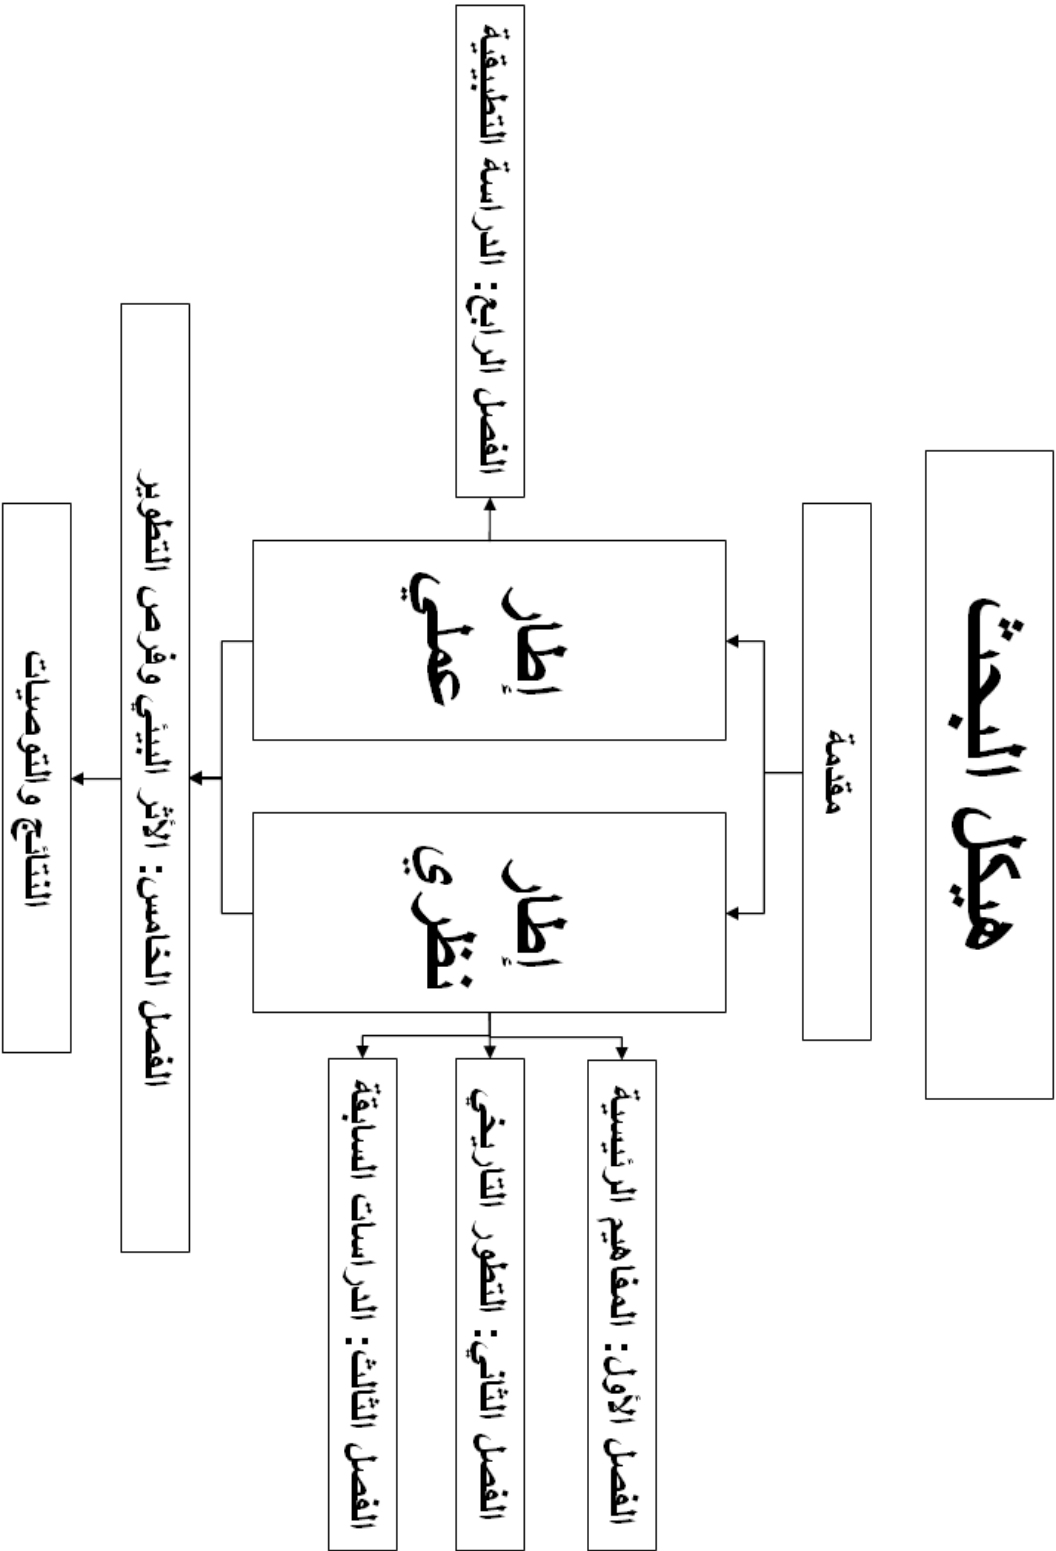 هيكل البحث
مقدمة
إطار
نظري
إطار
عملي
الفصل الأول: المفاهيم الرئيسية
الفصل الثاني: التطور التاريخي
الفصل الثالث: الدراسات السابقة
الفصل الرابع: الدراسة التطبيقية
الفصل الخامس: الأثر البيئي وفرص التطوير
النتائج والتوصيات